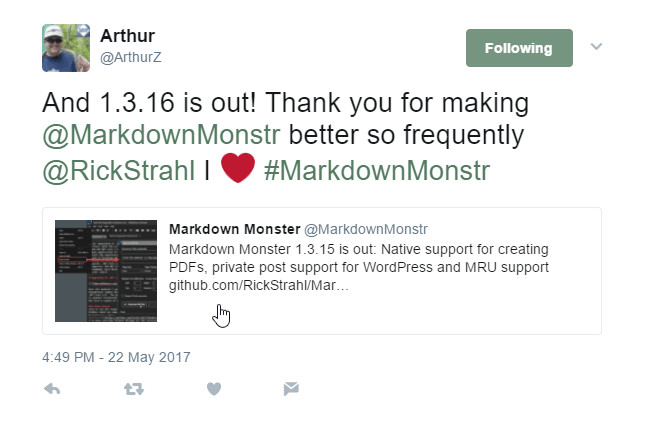 Arthur
@ArthurZ
Following
And 1.3.16 is out! Thank you for making
@MarkdownMonstr better so frequently
@RickStrahl I ❤ #MarkdownMonstr
Markdown Monster @MarkdownMonstr
Markdown Monster 1.3.15 is out: Native support for creating
PDFs, private post support for WordPress and MRU support
github.com/RickStrahl/Mar…
4:49 PM - 22 May 2017